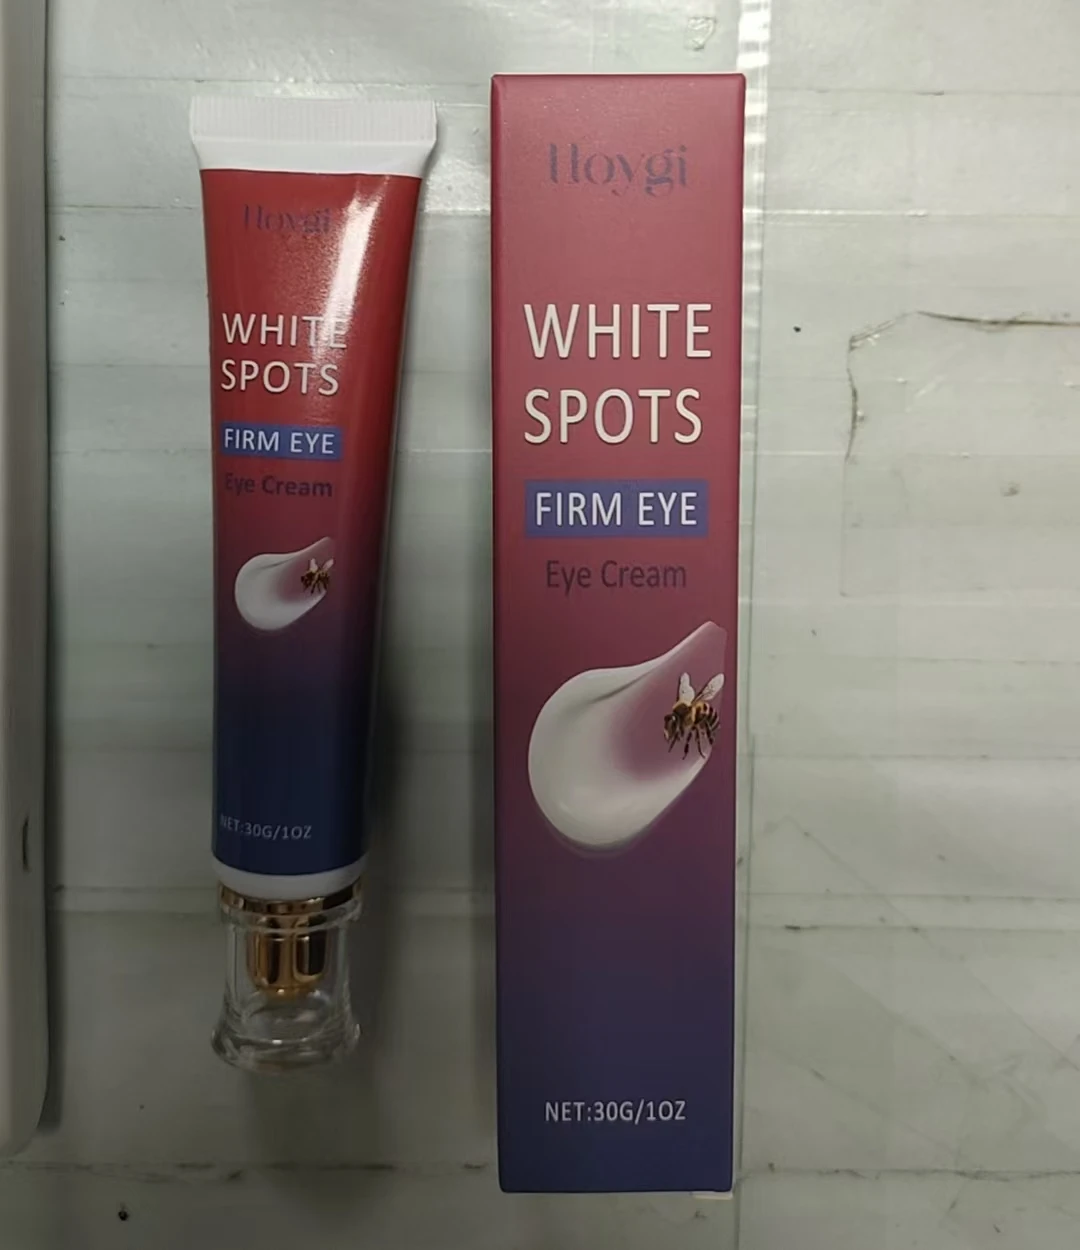 Hoygi
WHITE
SPOTS
FIRM EYE
Eye Cream
NET:30G/1OZ
Hoygi
WHITE
SPOTS
FIRM EYE
Eye Cream
NET:30G/1OZ